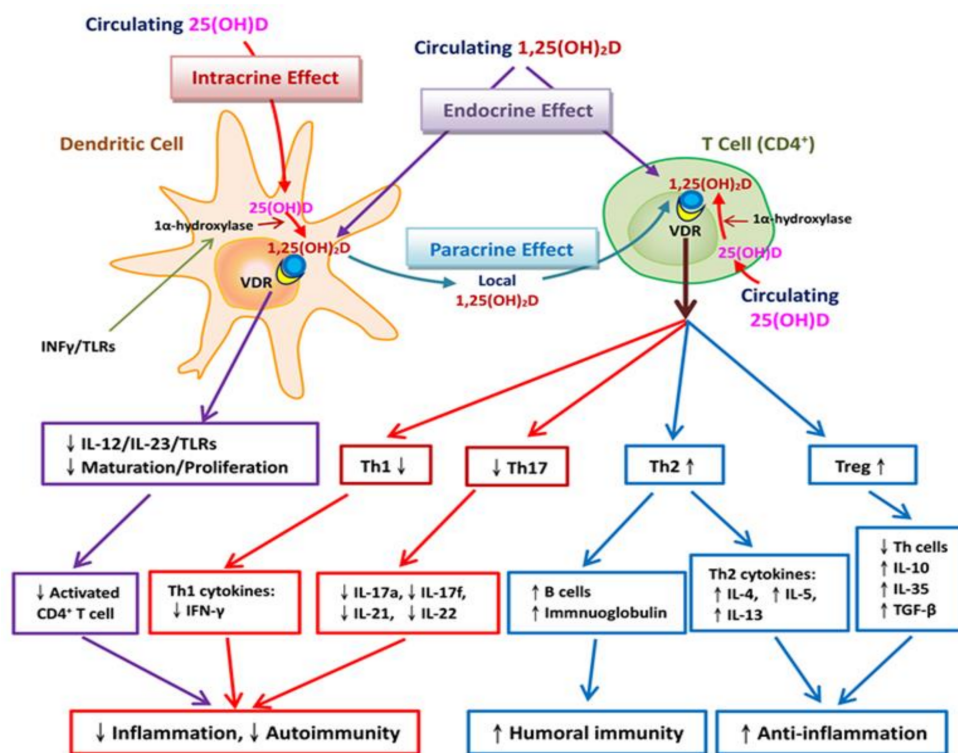 Circulating 25(OH)D
Circulating 1,25(OH)₂D
Intracrine Effect
Endocrine Effect
Dendritic Cell
T Cell (CD4⁺)
25(OH)D
1α-hydroxylase
1,25(OH)₂D
VDR
INFγ/TLRs
Paracrine Effect
Local
1,25(OH)₂D
1,25(OH)₂D
VDR
1α-hydroxylase
25(OH)D
Circulating
25(OH)D
↓ IL-12/IL-23/TLRs
↓ Maturation/Proliferation
Th1 ↓
↓ Th17
Th2 ↑
Treg ↑
↓ Activated
CD4⁺ T cell
Th1 cytokines:
↓ IFN-γ
↓ IL-17a, ↓ IL-17f,
↓ IL-21, ↓ IL-22
↑ B cells
↑ Immnuoglobulin
Th2 cytokines:
↑ IL-4, ↑ IL-5,
↑ IL-13
↓ Th cells
↑ IL-10
↑ IL-35
↑ TGF-β
↓ Inflammation, ↓ Autoimmunity
↑ Humoral immunity
↑ Anti-inflammation